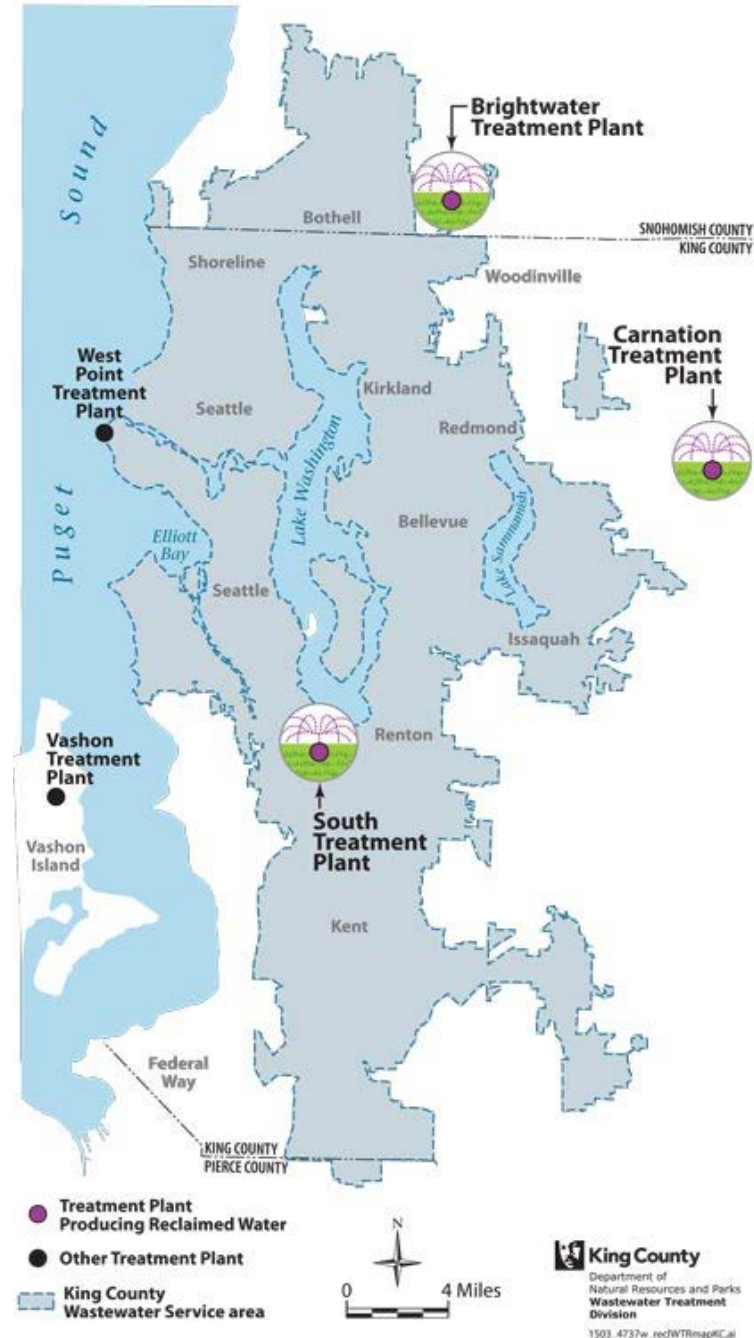 Brightwater
Treatment Plant
Sound
Bothell
SNOHOMISH COUNTY
KING COUNTY
Shoreline
Woodinville
Carnation
Treatment
Plant
West
Point
Treatment
Plant
Kirkland
Seattle
Redmond
Lake Washington
Puget
Bellevue
Lake Sammamish
Elliott
Bay
Seattle
Issaquah
Renton
Vashon
Treatment
Plant
South
Treatment
Plant
Vashon
Island
Kent
Federal
Way
KING COUNTY
PIERCE COUNTY
Treatment Plant
Producing Reclaimed Water
Other Treatment Plant
King County
Wastewater Service area
N
0 4 Miles
King County
Department of
Natural Resources and Parks
Wastewater Treatment
Division
1503_4737w_reclWTRmapKC.ai